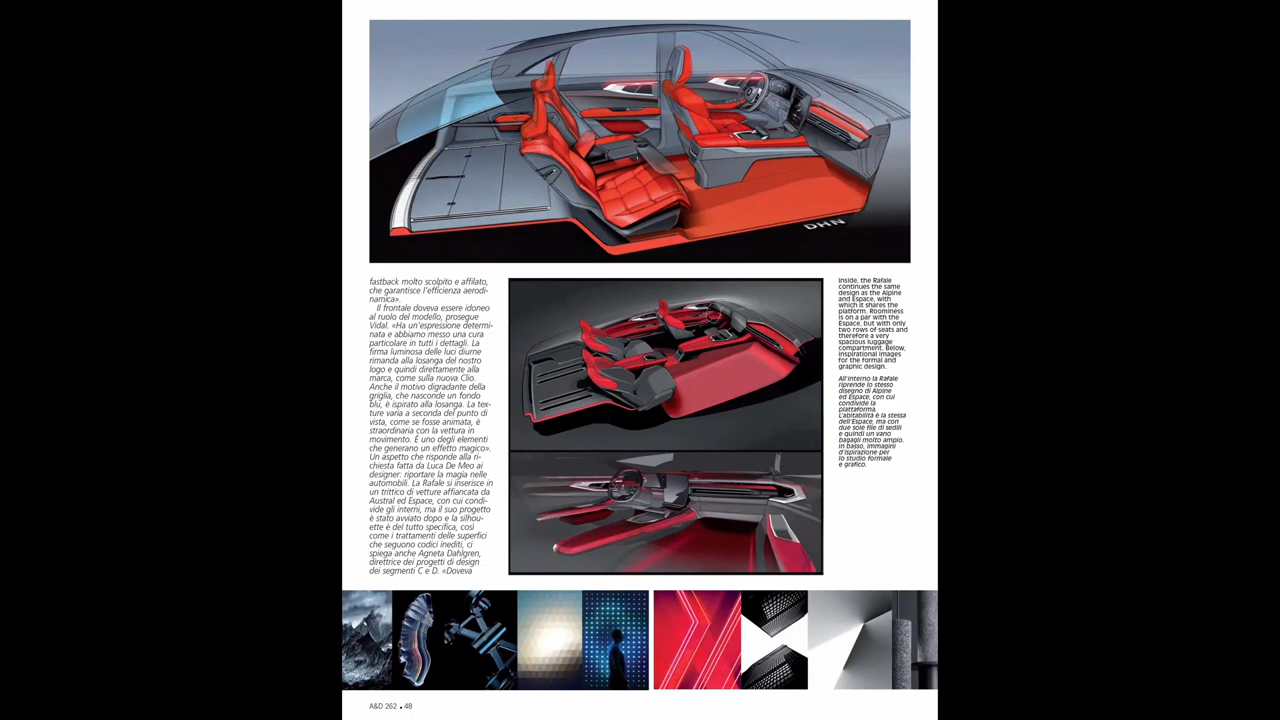 DHN
fastback molto scolpito e affilato,
che garantisce l'efficienza aerodi-
namica».
Il frontale doveva essere idoneo
al ruolo del modello, prosegue
Vidal. «Ha un'espressione determi-
nata e abbiamo messo una cura
particolare in tutti i dettagli. La
firma luminosa delle luci diurne
rimanda alla losanga del nostro
logo e quindi direttamente alla
marca, come sulla nuova Clio.
Anche il motivo digradante della
griglia, che nasconde un fondo
blu, è ispirato alla losanga. La tex-
ture varia a seconda del punto di
vista, come se fosse animata, è
straordinaria con la vettura in
movimento. È uno degli elementi
che generano un effetto magico».
Un aspetto che risponde alla ri-
chiesta fatta da Luca De Meo ai
designer: riportare la magia nelle
automobili. La Rafale si inserisce in
un trittico di vetture affiancata da
Austral ed Espace, con cui condi-
vide gli interni, ma il suo progetto
è stato avviato dopo e la silhou-
ette è del tutto specifica, così
come i trattamenti delle superfici
che seguono codici inediti, ci
spiega anche Agneta Dahlgren,
direttrice dei progetti di design
dei segmenti C e D. «Doveva
Inside, the Rafale
continues the same
design as the Alpine
and Espace, with
which it shares the
platform. Roominess
is on a par with the
Espace, but with only
two rows of seats and
therefore a very
spacious luggage
compartment. Below,
inspirational images
for the formal and
graphic design.
All'interno la Rafale
riprende lo stesso
disegno di Alpine
ed Espace, con cui
condivide la
piattaforma.
L'abitabilità è la stessa
dell'Espace, ma con
due sole file di sedili
e quindi un vano
bagagli molto ampio.
In basso, immagini
d'ispirazione per
lo studio formale
e grafico.
A&D 262 • 48